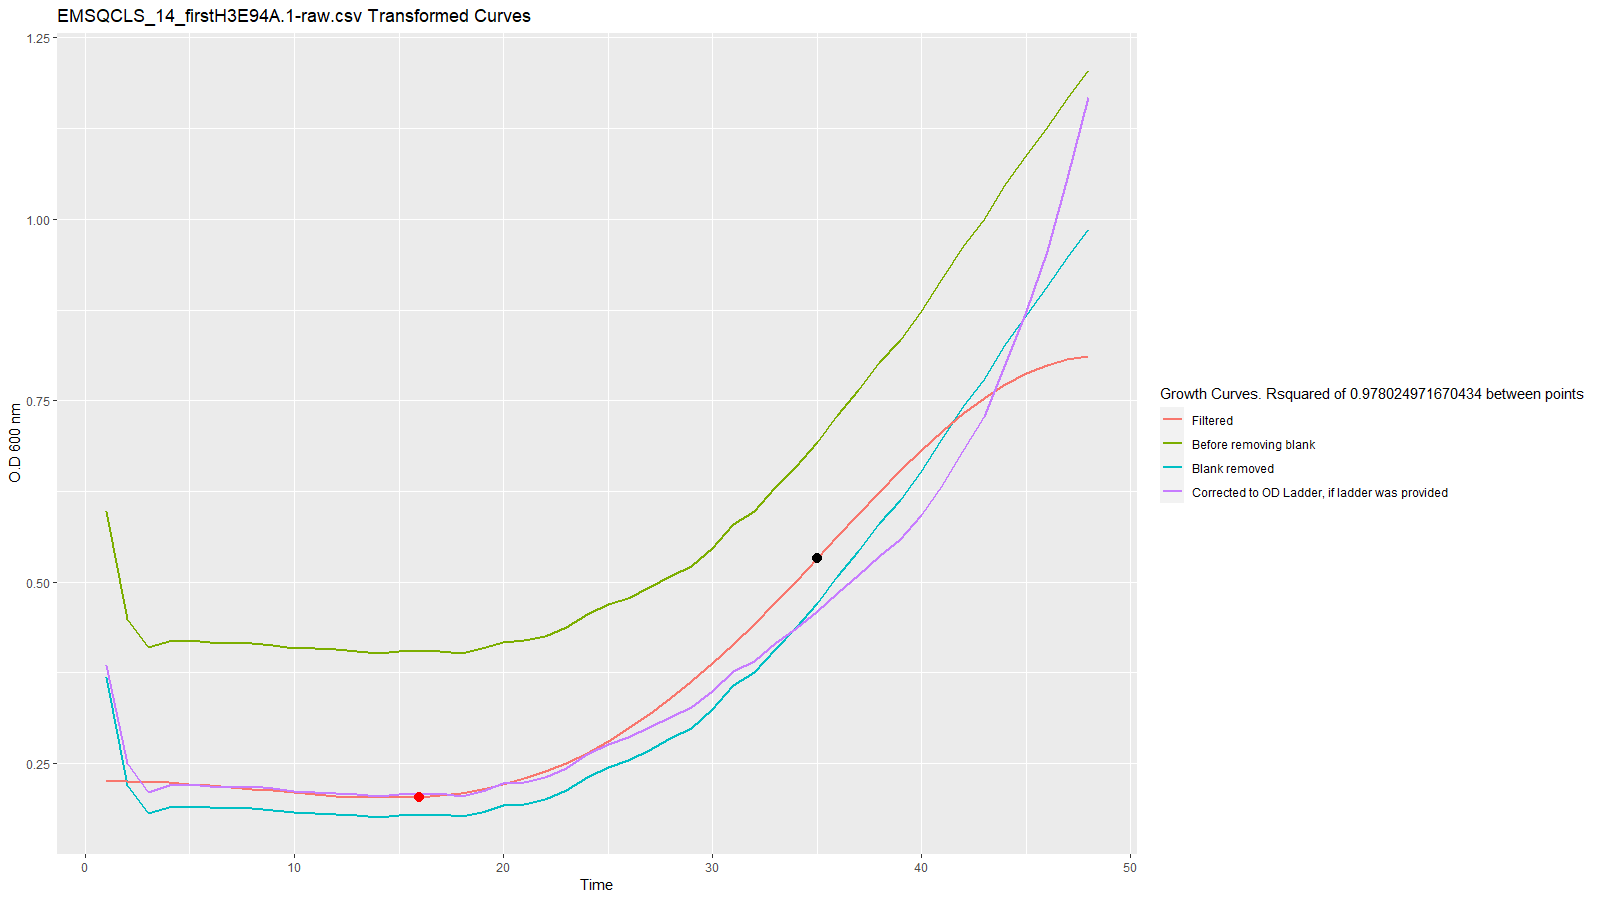 EMSQCLS_14_firstH3E94A.1-raw.csv Transformed Curves
1.25
1.00
0.75
0.50
0.25
O.D 600 nm
0
10
20
30
40
50
Time
Growth Curves. Rsquared of 0.978024971670434 between points
Filtered
Before removing blank
Blank removed
Corrected to OD Ladder, if ladder was provided